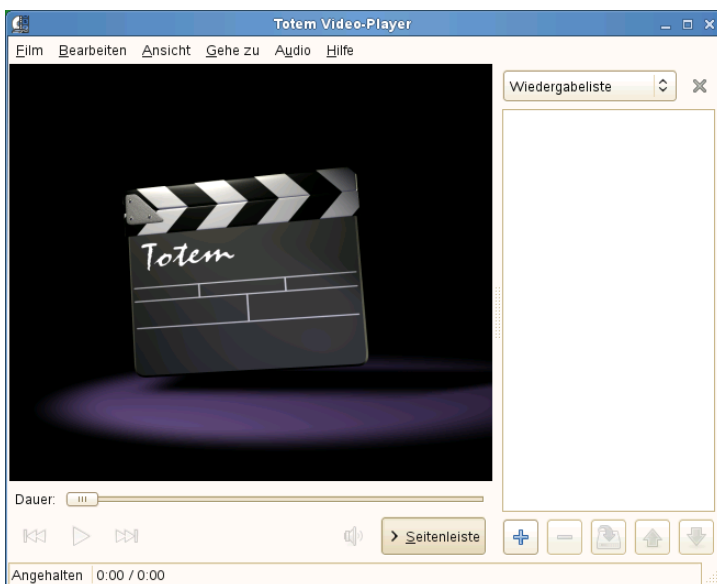 Totem Video-Player
Film Bearbeiten Ansicht Gehe zu Audio Hilfe
Wiedergabeliste
Totem
Dauer:
Seitenleiste
Angehalten 0:00 / 0:00